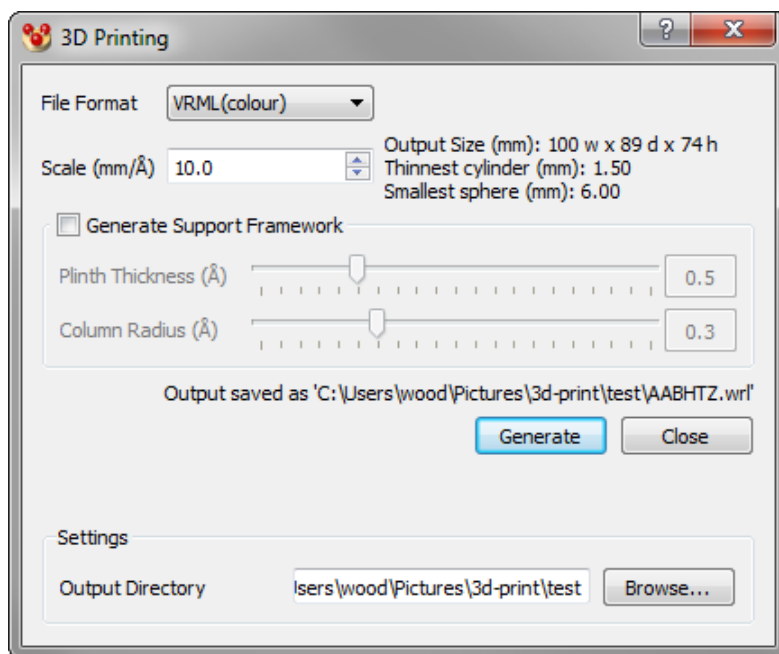 3D Printing
?
File Format VRML(colour)
Scale (mm/Å) 10.0
Output Size (mm): 100 w x 89 d x 74 h
Thinnest cylinder (mm): 1.50
Smallest sphere (mm): 6.00
Generate Support Framework
Plinth Thickness (Å) 0.5
Column Radius (Å) 0.3
Output saved as 'C:\Users\wood\Pictures\3d-print\test\AABHTZ.wrl'
Generate Close
Settings
Output Directory Jsers\wood\Pictures\3d-print\test Browse...